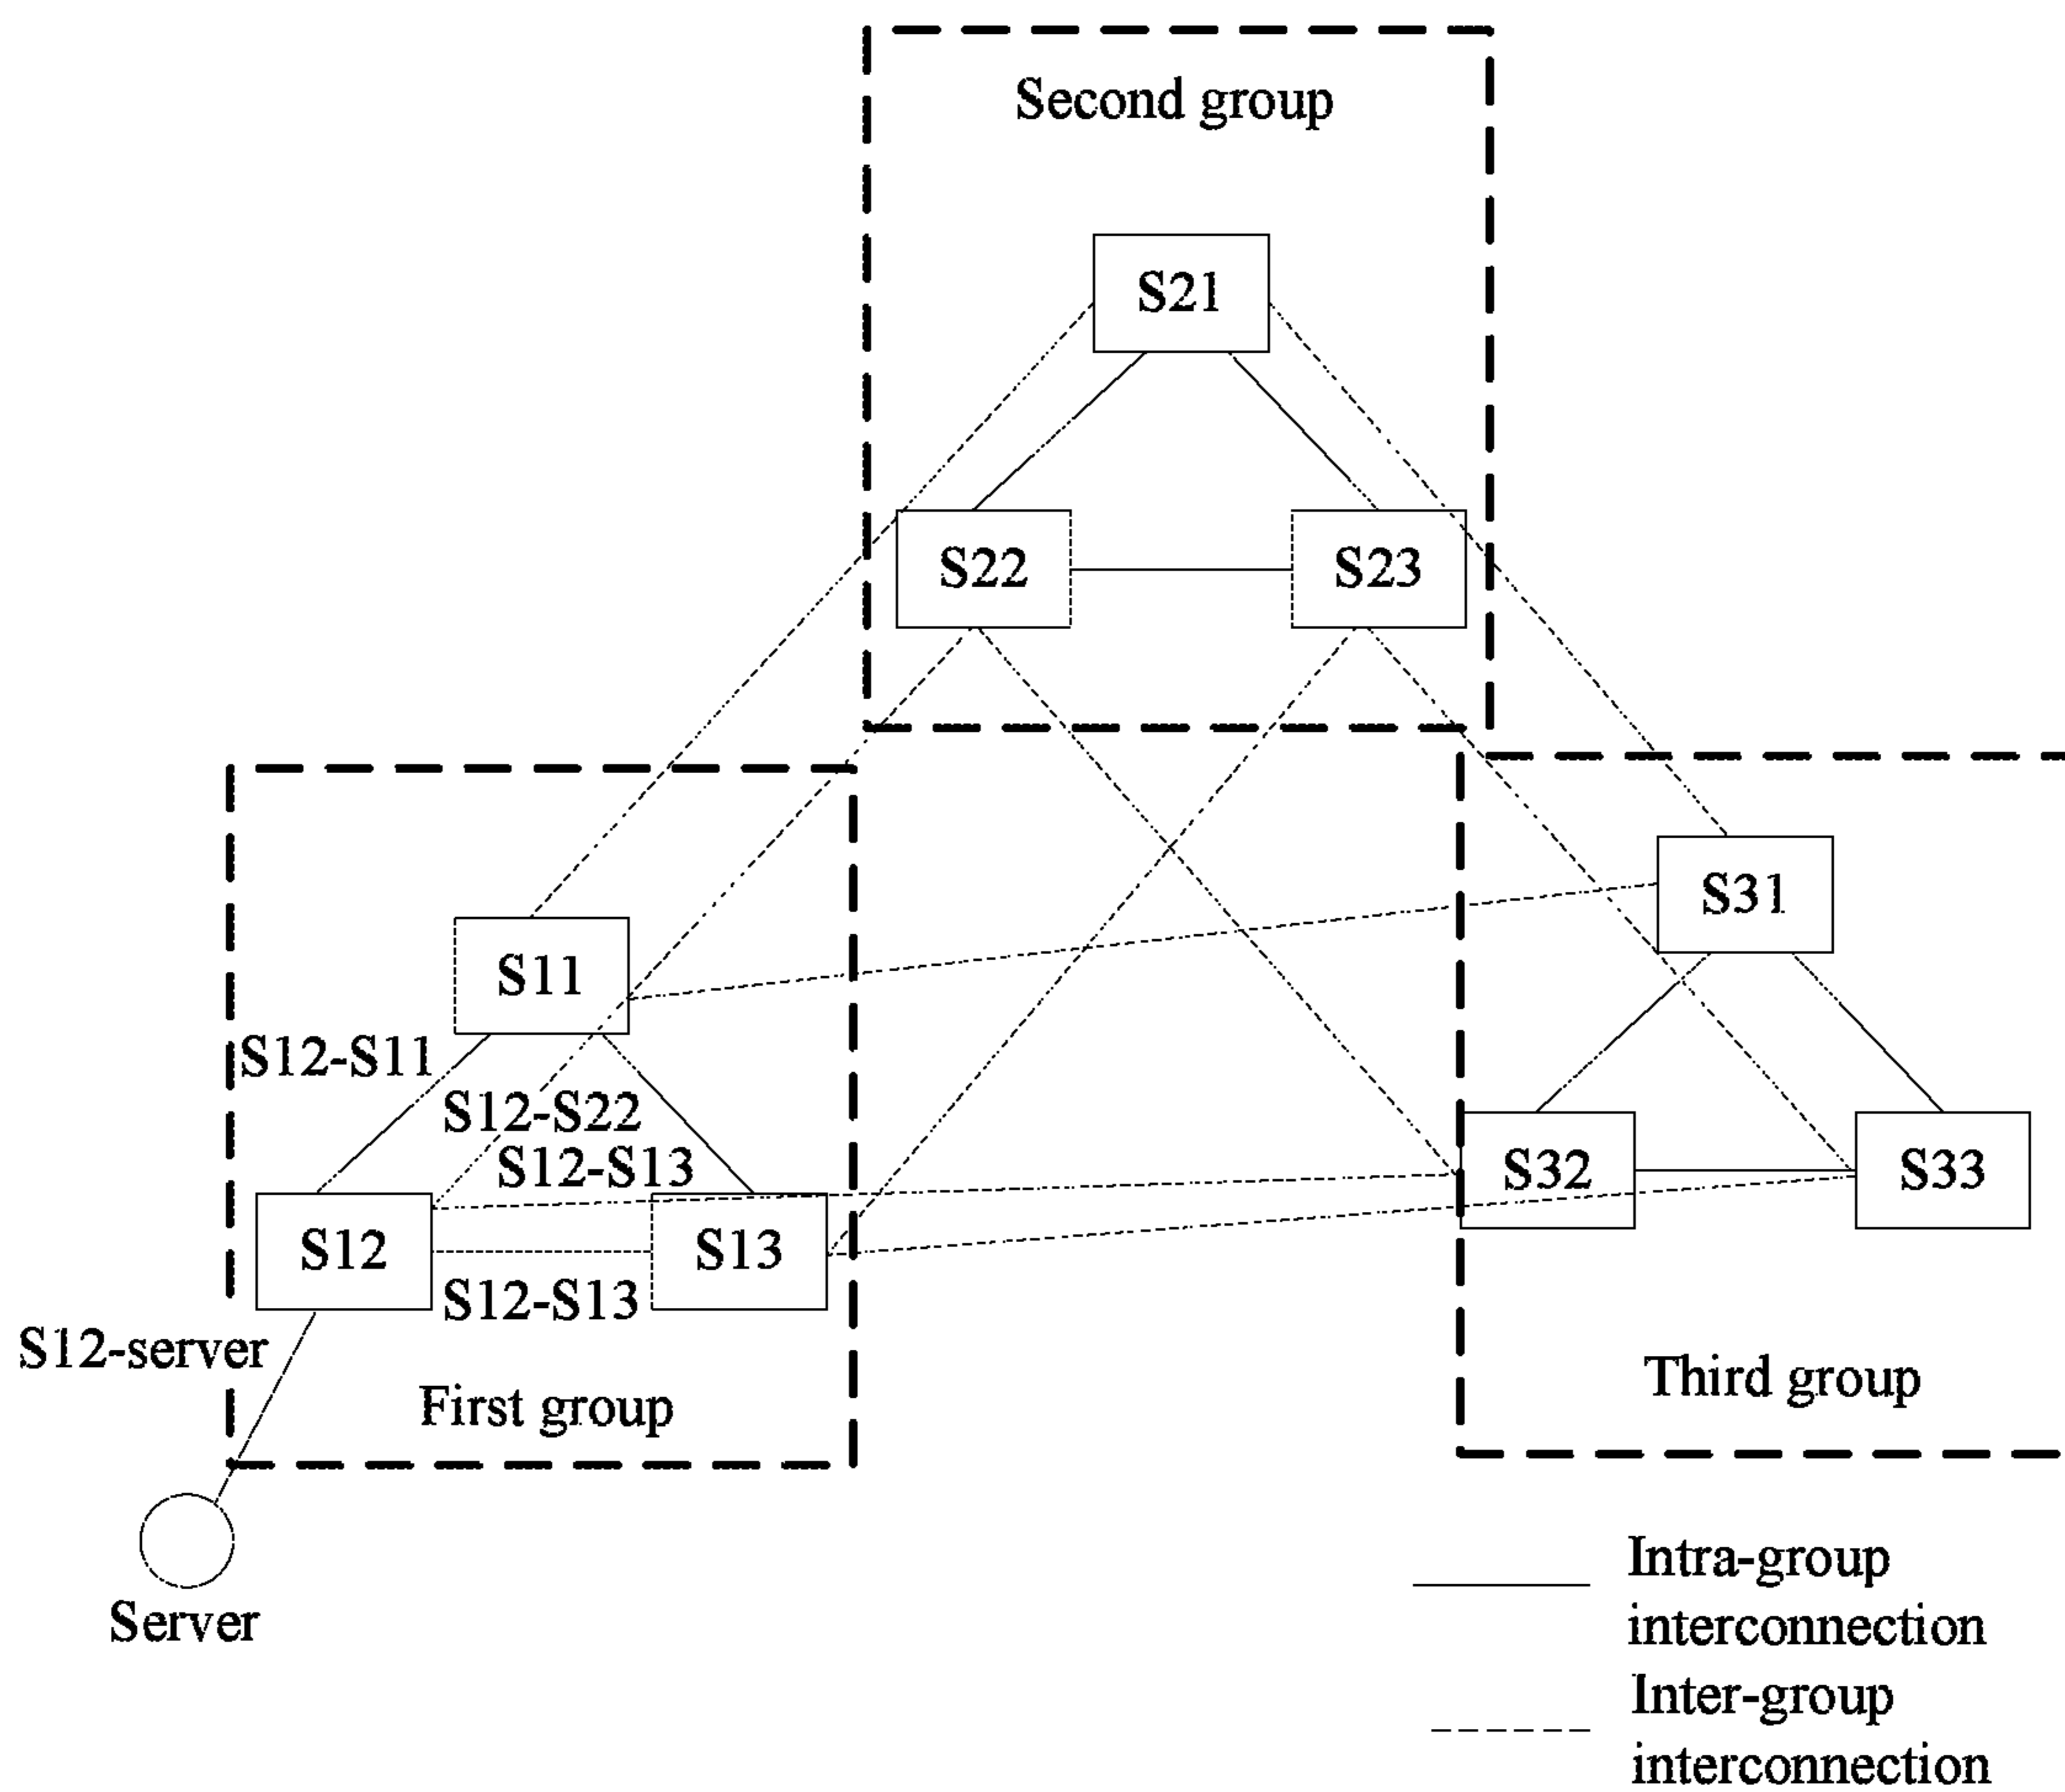 Second group
S21
S22
S23
S31
S11
S12-S11
S12-S22
S12-S13
S32
S33
S12
S13
S12-S13
S12-server
Third group
First group
Server
Intra-group
interconnection
Inter-group
interconnection